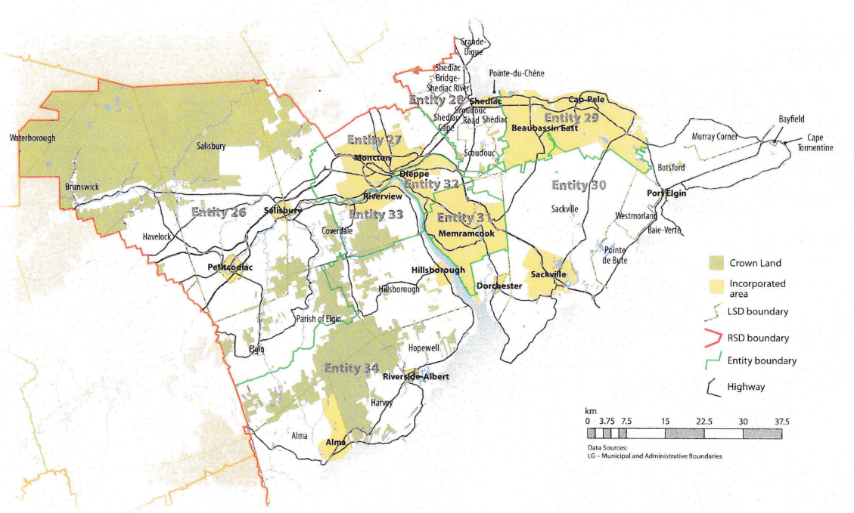 Grande-
Digue
Shediac
Bridge-
Shediac River
Pointe-du-Chêne
Entity 28
Shediac
Scoudouc
Road
Shediac
Shediac
Cape
Cap-Pele
Entity 29
Beaubassin East
Scoudouc
Bayfield
Cape
Tormentine
Murray Corner
Botsford
Waterborough
Salisbury
Entity 27
Moncton
Dieppe
Entity 32
Riverview
Entity 33
Brunswick
Entity 26
Salisbury
Coverdale
Havelock
Petitcodiac
Entity 30
Sackville
Port Elgin
Westmorland
Baie-Verte
Pointe
de Bute
Entity 31
Memramcook
Hillsborough
Hillsborough
Dorchester
Sackville
Parish of Elgin
Elgin
Hopewell
Entity 34
Riverside-Albert
Harvey
Alma
Alma
Crown Land
Incorporated
area
LSD boundary
RSD boundary
Entity boundary
Highway
km
0 3.75 7.5 15 22.5 30 37.5
Data Sources:
LG – Municipal and Administrative Boundaries